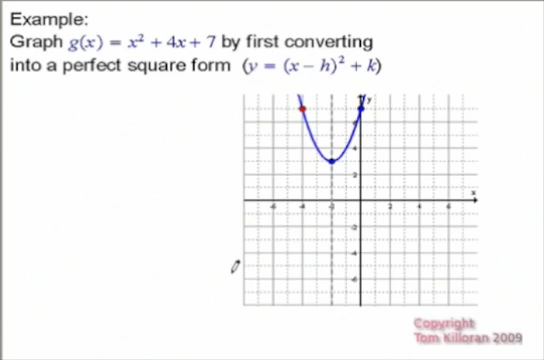 Example:
Graph g(x) = x² + 4x + 7 by first converting
into a perfect square form (y = (x − h)² + k)
y
x
Copyright
Tom Killoran 2009